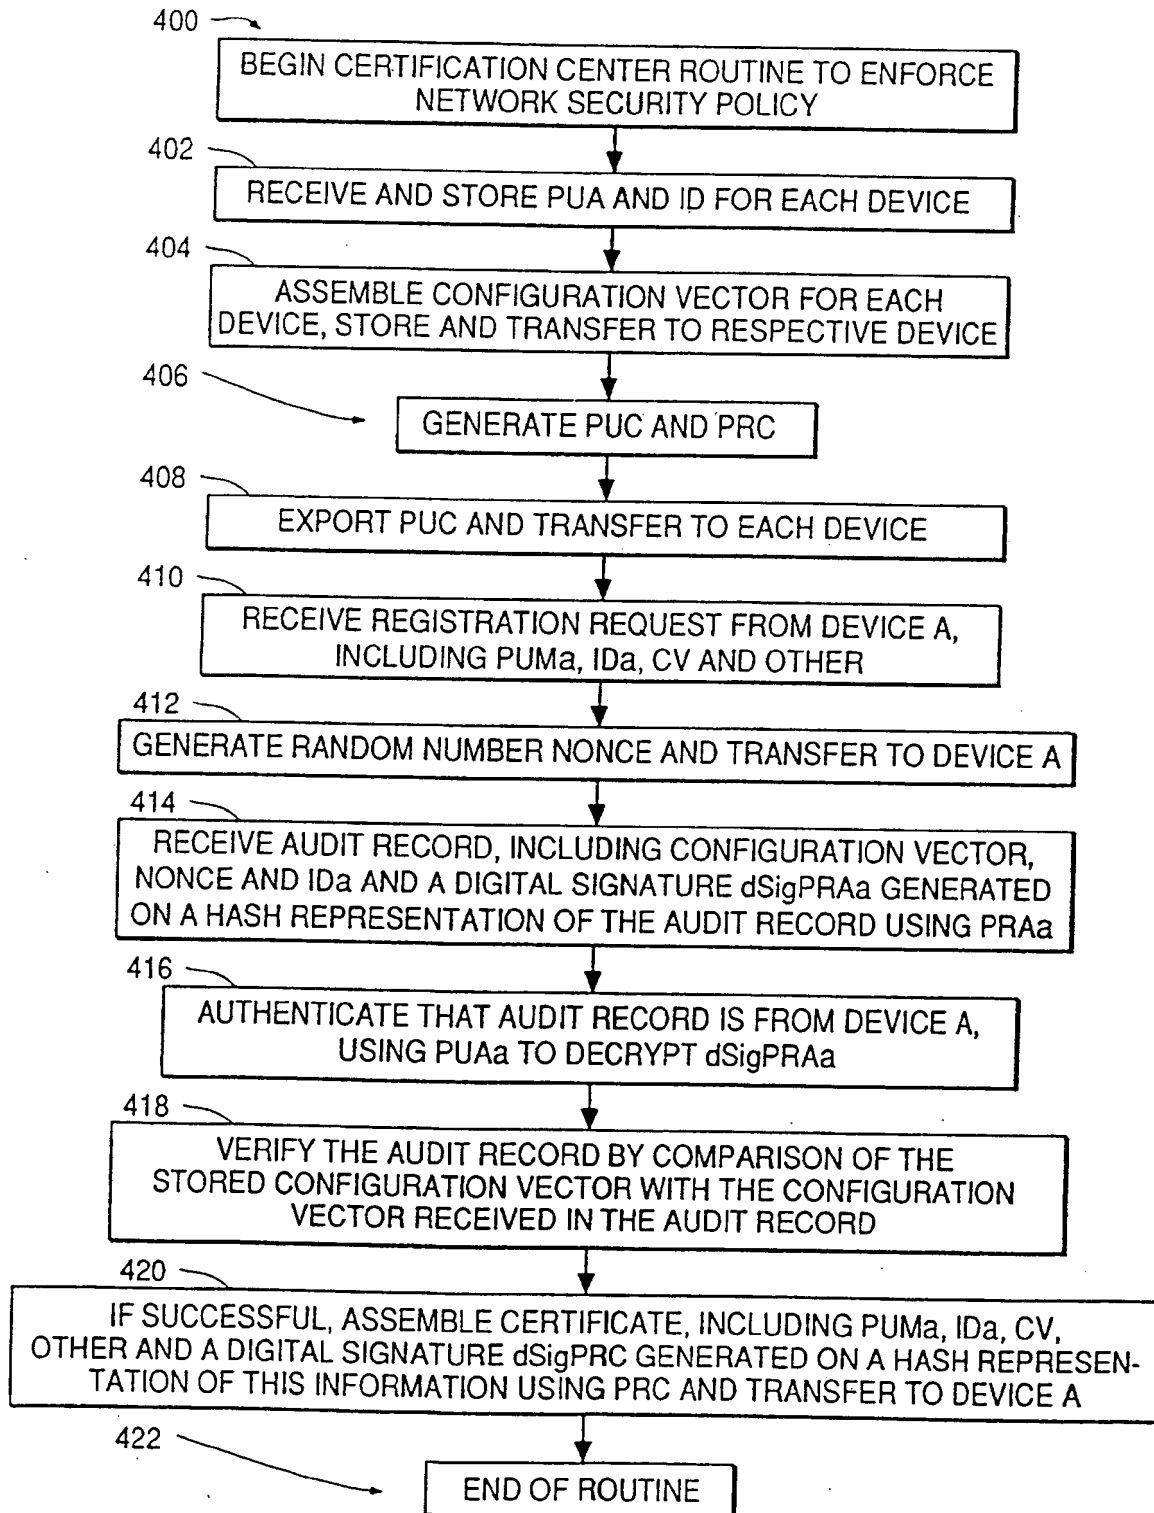 400
BEGIN CERTIFICATION CENTER ROUTINE TO ENFORCE
NETWORK SECURITY POLICY
402
RECEIVE AND STORE PUA AND ID FOR EACH DEVICE
404
ASSEMBLE CONFIGURATION VECTOR FOR EACH
DEVICE, STORE AND TRANSFER TO RESPECTIVE DEVICE
406
GENERATE PUC AND PRC
408
EXPORT PUC AND TRANSFER TO EACH DEVICE
410
RECEIVE REGISTRATION REQUEST FROM DEVICE A,
INCLUDING PUMa, IDa, CV AND OTHER
412
GENERATE RANDOM NUMBER NONCE AND TRANSFER TO DEVICE A
414
RECEIVE AUDIT RECORD, INCLUDING CONFIGURATION VECTOR,
NONCE AND IDa AND A DIGITAL SIGNATURE dSigPRAa GENERATED
ON A HASH REPRESENTATION OF THE AUDIT RECORD USING PRAa
416
AUTHENTICATE THAT AUDIT RECORD IS FROM DEVICE A,
USING PUAa TO DECRYPT dSigPRAa
418
VERIFY THE AUDIT RECORD BY COMPARISON OF THE
STORED CONFIGURATION VECTOR WITH THE CONFIGURATION
VECTOR RECEIVED IN THE AUDIT RECORD
420
IF SUCCESSFUL, ASSEMBLE CERTIFICATE, INCLUDING PUMa, IDa, CV,
OTHER AND A DIGITAL SIGNATURE dSigPRC GENERATED ON A HASH REPRESEN-
TATION OF THIS INFORMATION USING PRC AND TRANSFER TO DEVICE A
422
END OF ROUTINE